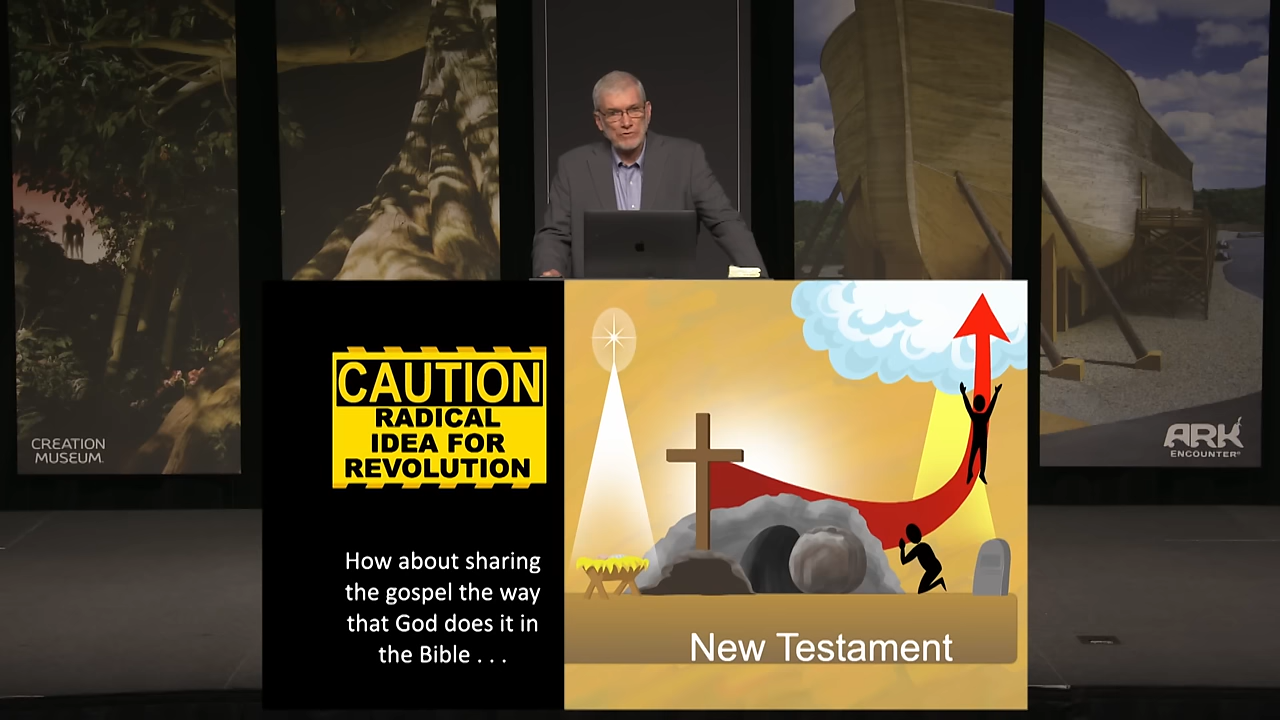 CREATION
MUSEUM
ARK
ENCOUNTER
CAUTION
RADICAL
IDEA FOR
REVOLUTION
How about sharing
the gospel the way
that God does it in
the Bible . . .
New Testament